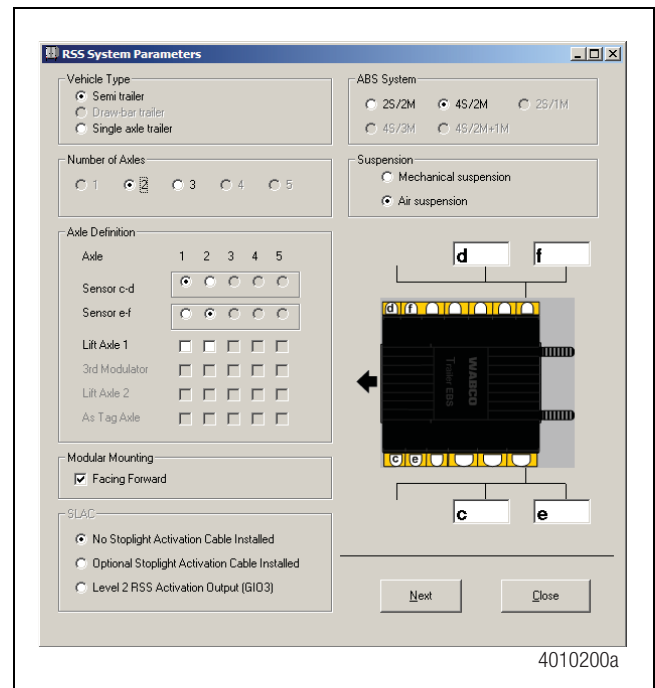 RSS System Parameters
Vehicle Type
Semi trailer
Draw-bar trailer
Single axle trailer
ABS System
2S/2M 4S/2M 2S/1M
4S/3M 4S/2M+1M
Number of Axles
1 2 3 4 5
Suspension
Mechanical suspension
Air suspension
Axle Definition
Axle 1 2 3 4 5
Sensor c-d
Sensor e-f
Lift Axle 1
3rd Modulator
Lift Axle 2
As Tag Axle
d f
d f
WABCO
Trailer EBS
c e
c e
Modular Mounting
Facing Forward
SLAC
No Stoplight Activation Cable Installed
Optional Stoplight Activation Cable Installed
Level 2 RSS Activation Output (GIO3)
Next Close
4010200a